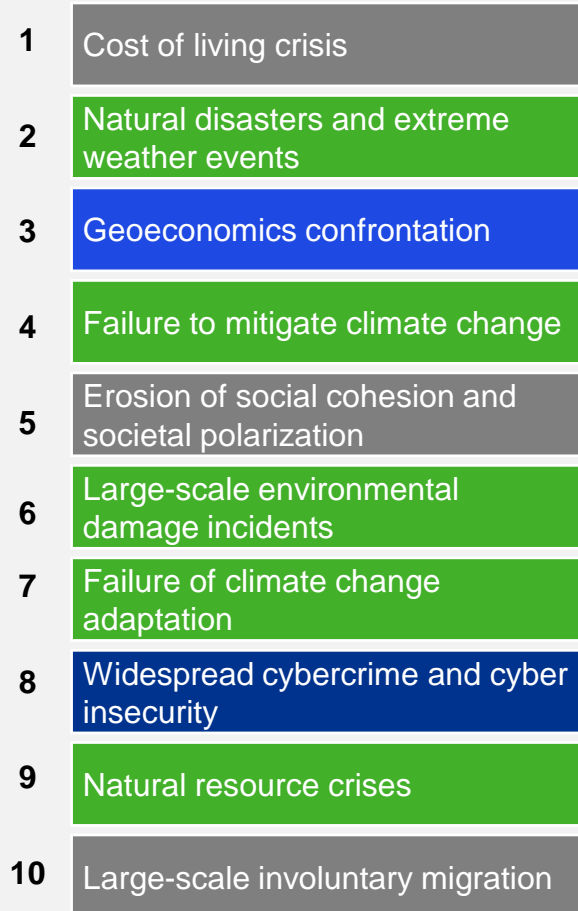 1
Cost of living crisis
2
Natural disasters and extreme
weather events
3
Geoeconomics confrontation
4
Failure to mitigate climate change
5
Erosion of social cohesion and
societal polarization
6
Large-scale environmental
damage incidents
7
Failure of climate change
adaptation
8
Widespread cybercrime and cyber
insecurity
9
Natural resource crises
10
Large-scale involuntary migration